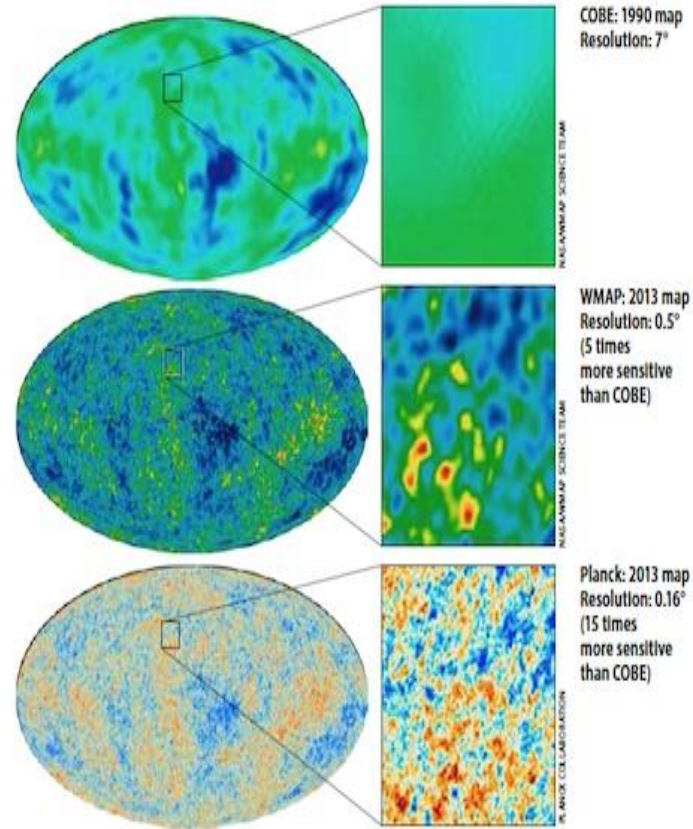 COBE: 1990 map
Resolution: 7°
NASA/WMAP SCIENCE TEAM
WMAP: 2013 map
Resolution: 0.5°
(5 times
more sensitive
than COBE)
NASA/WMAP SCIENCE TEAM
Planck: 2013 map
Resolution: 0.16°
(15 times
more sensitive
than COBE)
PLANCK COLLABORATION